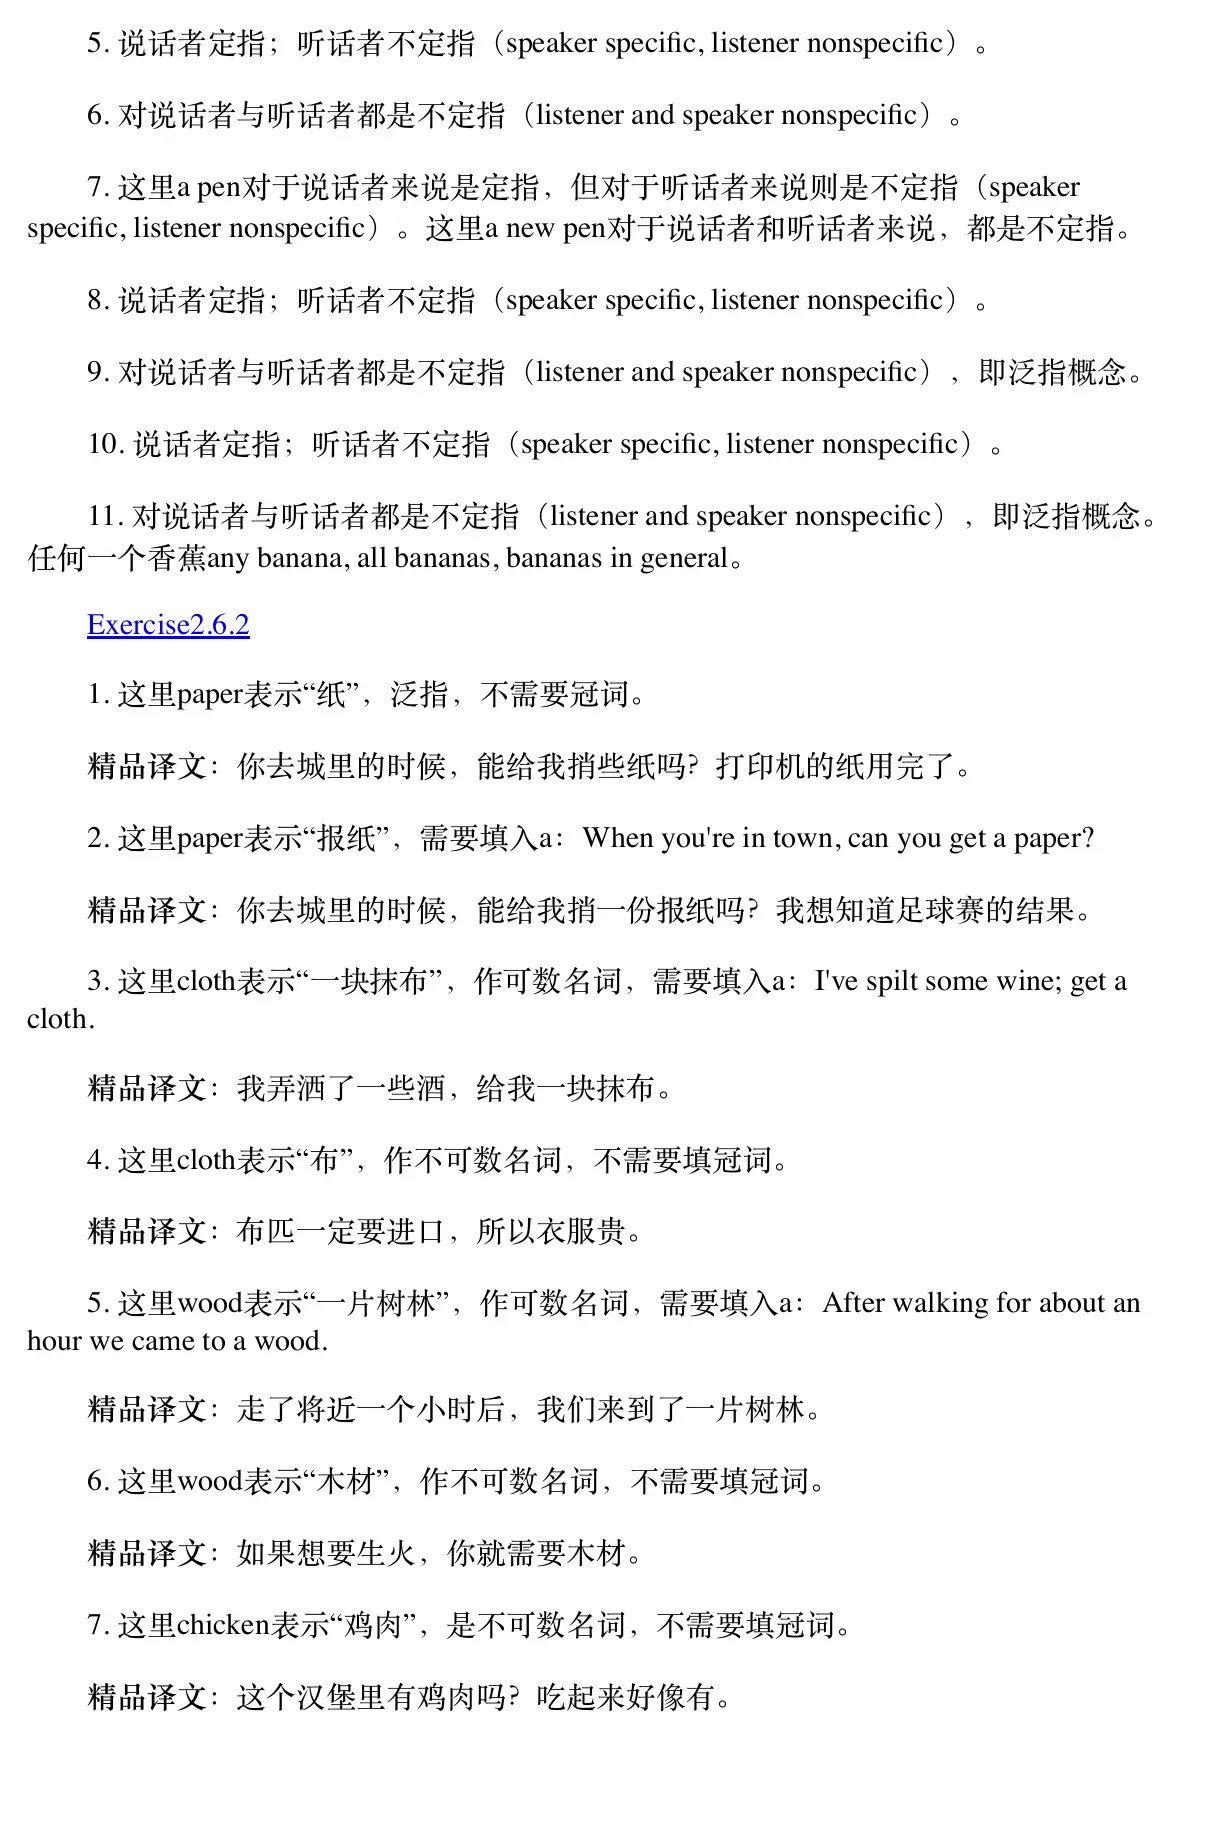 5. 说话者定指；听话者不定指（speaker specific, listener nonspecific）。
6. 对说话者与听话者都是不定指（listener and speaker nonspecific）。
7. 这里a pen对于说话者来说是定指，但对于听话者来说则是不定指（speaker
specific, listener nonspecific）。这里a new pen对于说话者和听话者来说，都是不定指。
8. 说话者定指；听话者不定指（speaker specific, listener nonspecific）。
9. 对说话者与听话者都是不定指（listener and speaker nonspecific），即泛指概念。
10. 说话者定指；听话者不定指（speaker specific, listener nonspecific）。
11. 对说话者与听话者都是不定指（listener and speaker nonspecific），即泛指概念。
任何一个香蕉any banana, all bananas, bananas in general。
Exercise2.6.2
1. 这里paper表示“纸”，泛指，不需要冠词。
精品译文：你去城里的时候，能给我捎些纸吗？打印机的纸用完了。
2. 这里paper表示“报纸”，需要填入a：When you're in town, can you get a paper?
精品译文：你去城里的时候，能给我捎一份报纸吗？我想知道足球赛的结果。
3. 这里cloth表示“一块抹布”，作可数名词，需要填入a：I've spilt some wine; get a
cloth.
精品译文：我弄洒了一些酒，给我一块抹布。
4. 这里cloth表示“布”，作不可数名词，不需要填冠词。
精品译文：布匹一定要进口，所以衣服贵。
5. 这里wood表示“一片树林”，作可数名词，需要填入a：After walking for about an
hour we came to a wood.
精品译文：走了将近一个小时后，我们来到了一片树林。
6. 这里wood表示“木材”，作不可数名词，不需要填冠词。
精品译文：如果想要生火，你就需要木材。
7. 这里chicken表示“鸡肉”，是不可数名词，不需要填冠词。
精品译文：这个汉堡里有鸡肉吗？吃起来好像有。